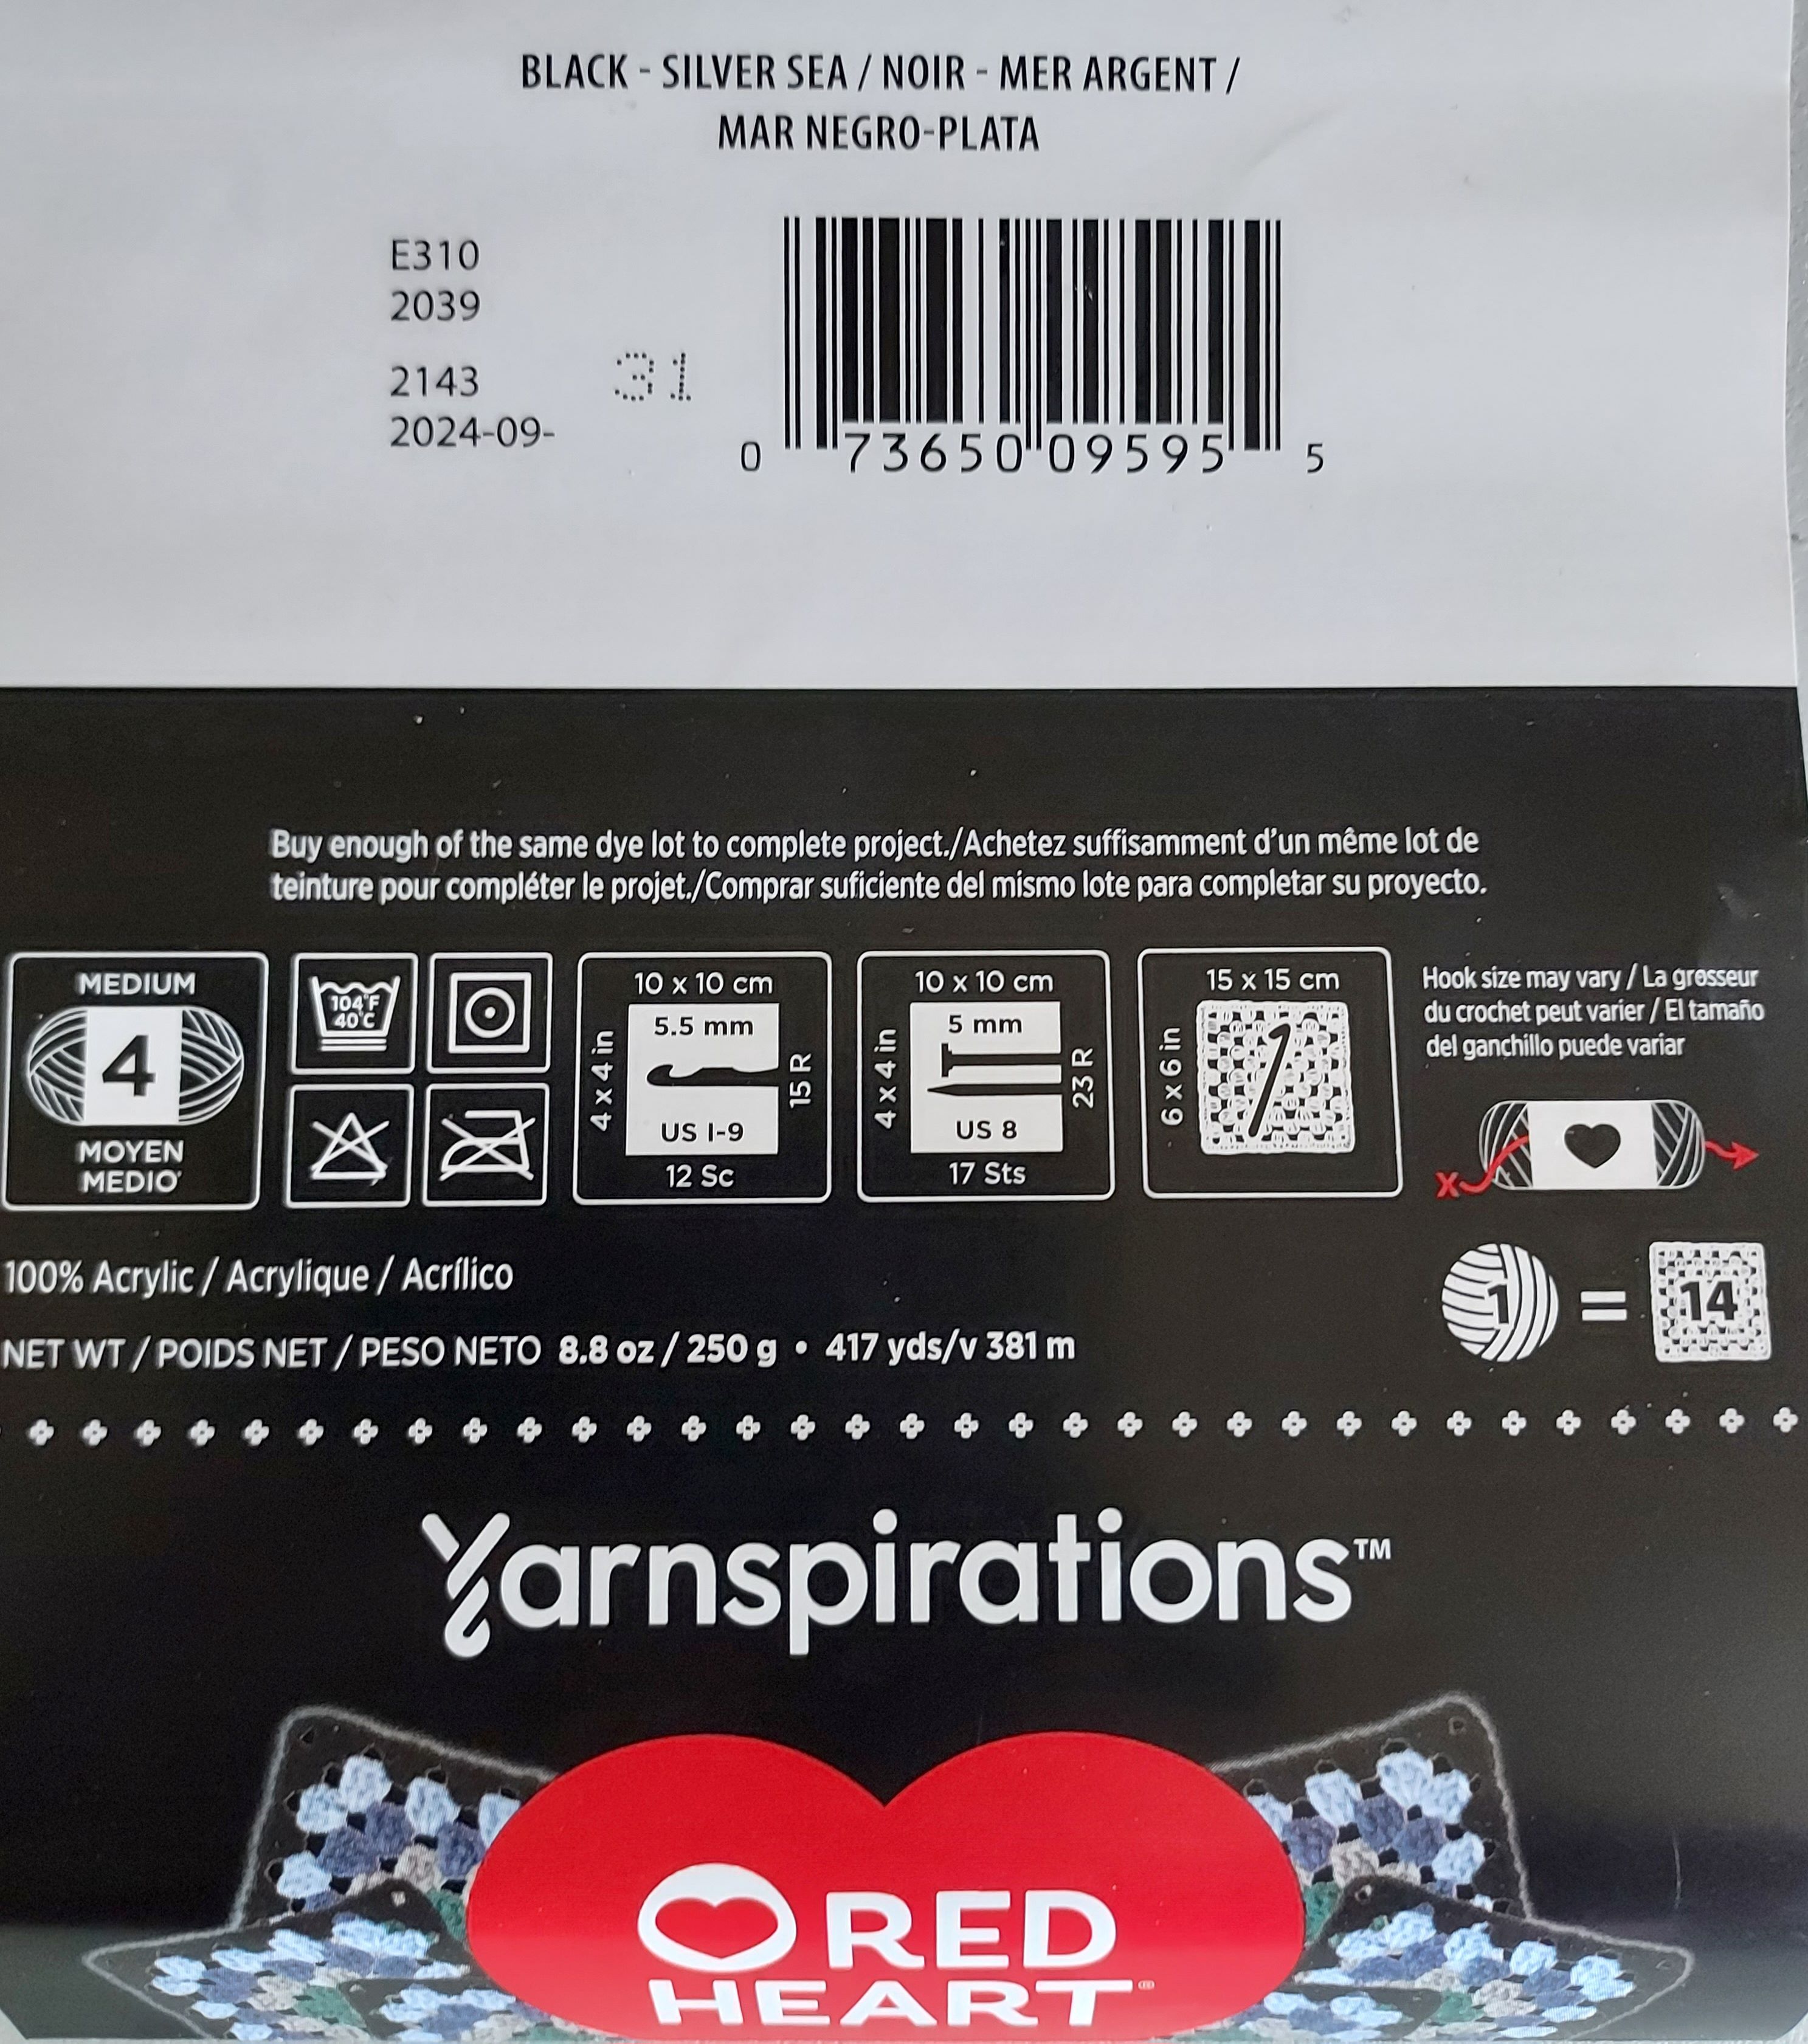 BLACK - SILVER SEA / NOIR - MER ARGENT /
MAR NEGRO-PLATA
E310
2039
2143
2024-09-
31
0 73650 09595 5
Buy enough of the same dye lot to complete project./Achetez suffisamment d'un même lot de
teinture pour compléter le projet./Comprar suficiente del mismo lote para completar su proyecto.
MEDIUM
4
MOYEN
MEDIO
104°F
40°C
10 x 10 cm
4 x 4 in
5.5 mm
US I-9
15 R
12 Sc
10 x 10 cm
4 x 4 in
5 mm
US 8
23 R
17 Sts
15 x 15 cm
6 x 6 in
Hook size may vary / La grosseur
du crochet peut varier / El tamaño
del ganchillo puede variar
X
100% Acrylic / Acrylique / Acrílico
1 = 14
NET WT / POIDS NET / PESO NETO 8.8 oz / 250 g • 417 yds/v 381 m
Yarnspirations™
RED
HEART®